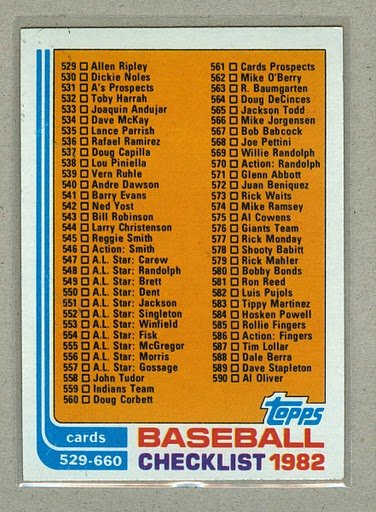 529 Allen Ripley
530 Dickie Noles
531 A's Prospects
532 Toby Harrah
533 Joaquin Andujar
534 Dave McKay
535 Lance Parrish
536 Rafael Ramirez
537 Doug Capilla
538 Lou Piniella
539 Vern Ruhle
540 Andre Dawson
541 Barry Evans
542 Ned Yost
543 Bill Robinson
544 Larry Christenson
545 Reggie Smith
546 Action: Smith
547 A.L. Star: Carew
548 A.L. Star: Randolph
549 A.L. Star: Brett
550 A.L. Star: Dent
551 A.L. Star: Jackson
552 A.L. Star: Singleton
553 A.L. Star: Winfield
554 A.L. Star: Fisk
555 A.L. Star: McGregor
556 A.L. Star: Morris
557 A.L. Star: Gossage
558 John Tudor
559 Indians Team
560 Doug Corbett
561 Cards Prospects
562 Mike O'Berry
563 R. Baumgarten
564 Doug DeCinces
565 Jackson Todd
566 Mike Jorgensen
567 Bob Babcock
568 Joe Pettini
569 Willie Randolph
570 Action: Randolph
571 Glenn Abbott
572 Juan Beniquez
573 Rick Waits
574 Mike Ramsey
575 Al Cowens
576 Giants Team
577 Rick Monday
578 Shooty Babitt
579 Rick Mahler
580 Bobby Bonds
581 Ron Reed
582 Luis Pujols
583 Tippy Martinez
584 Hosken Powell
585 Rollie Fingers
586 Action: Fingers
587 Tim Lollar
588 Dale Berra
589 Dave Stapleton
590 Al Oliver
topps
cards
529-660
BASEBALL
CHECKLIST 1982